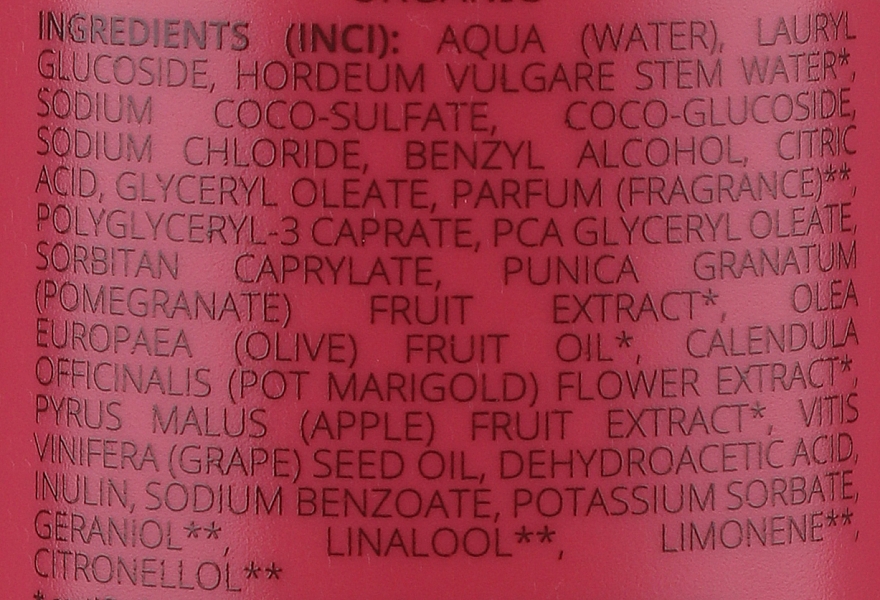 INGREDIENTS (INCI): AQUA (WATER), LAURYL
GLUCOSIDE, HORDEUM VULGARE STEM WATER*,
SODIUM COCO-SULFATE, COCO-GLUCOSIDE,
SODIUM CHLORIDE, BENZYL ALCOHOL, CITRIC
ACID, GLYCERYL OLEATE, PARFUM (FRAGRANCE)**,
POLYGLYCERYL-3 CAPRATE, PCA GLYCERYL OLEATE,
SORBITAN CAPRYLATE, PUNICA GRANATUM
(POMEGRANATE) FRUIT EXTRACT*, OLEA
EUROPAEA (OLIVE) FRUIT OIL*, CALENDULA
OFFICINALIS (POT MARIGOLD) FLOWER EXTRACT*,
PYRUS MALUS (APPLE) FRUIT EXTRACT*, VITIS
VINIFERA (GRAPE) SEED OIL, DEHYDROACETIC ACID,
INULIN, SODIUM BENZOATE, POTASSIUM SORBATE,
GERANIOL**, LINALOOL**, LIMONENE**,
CITRONELLOL**